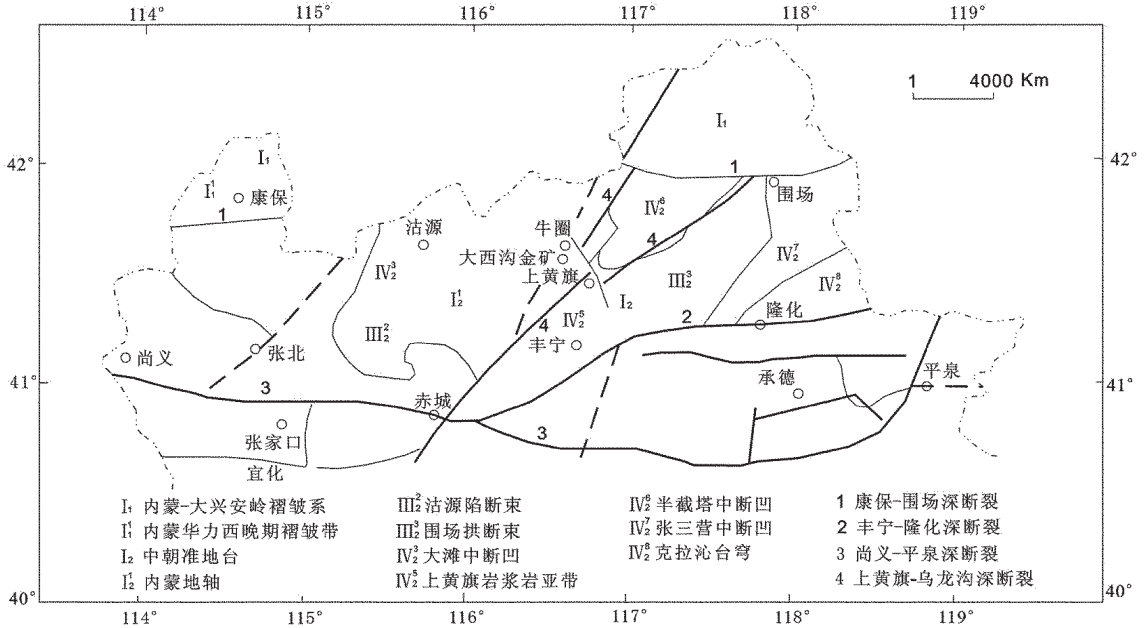 114° 115° 116° 117° 118° 119°
1 4000 Km
I₁
42° 42°
I₁ 1
I₁¹ 康保 4 围场
IV₂⁶
1 沽源 牛圈 4
IV₂³ 大西沟金矿 IV₂⁷
上黄旗 III₂³ IV₂⁸
I₂¹ I₂
III₂² 4 IV₂⁵ 2 隆化
尚义 张北 丰宁
41° 41°
3 赤城 承德 平泉
张家口 3
宣化
I₁ 内蒙-大兴安岭褶皱系
I₁¹ 内蒙华力西晚期褶皱带
I₂ 中朝准地台
I₂¹ 内蒙地轴
III₂² 沽源陷断束
III₂³ 围场拱断束
IV₂³ 大滩中断凹
IV₂⁵ 上黄旗岩浆岩亚带
IV₂⁶ 半截塔中断凹
IV₂⁷ 张三营中断凹
IV₂⁸ 克拉沁台穹
1 康保-围场深断裂
2 丰宁-隆化深断裂
3 尚义-平泉深断裂
4 上黄旗-乌龙沟深断裂
40° 40°
114° 115° 116° 117° 118° 119°